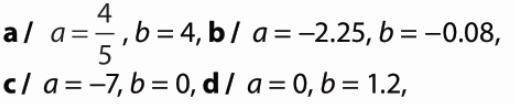 a/ a = 4/5 , b = 4, b/ a = –2.25, b = –0.08,
c/ a = –7, b = 0, d/ a = 0, b = 1.2,